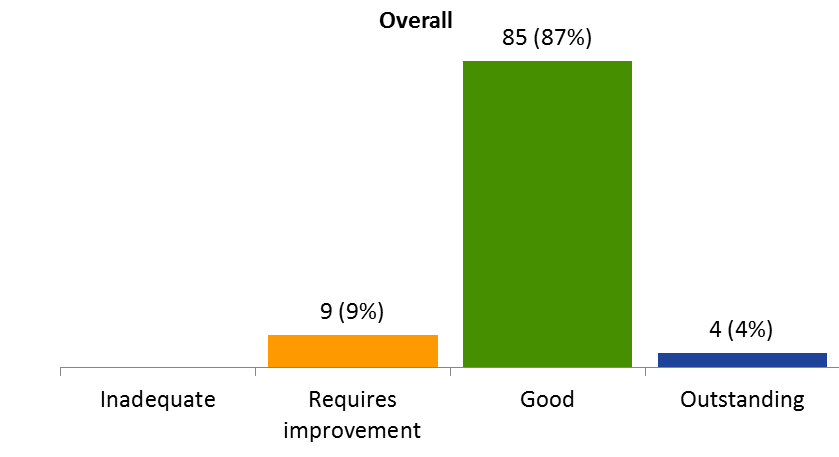 Overall
85 (87%)
9 (9%)
4 (4%)
Inadequate
Requires
improvement
Good
Outstanding